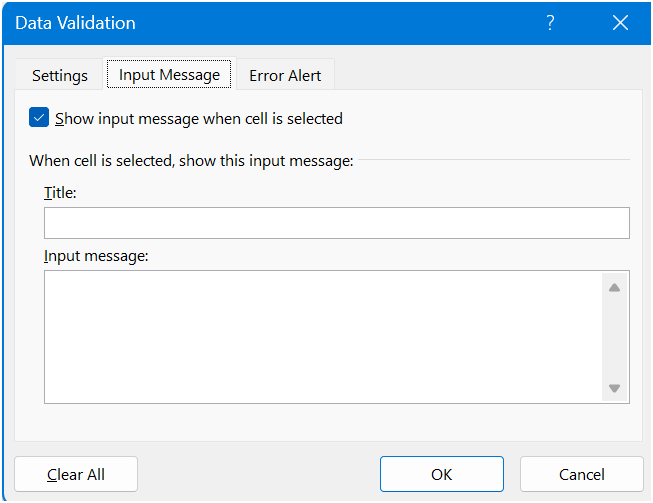 Data Validation ?
Settings Input Message Error Alert
Show input message when cell is selected
When cell is selected, show this input message:
Title:
Input message:
Clear All OK Cancel